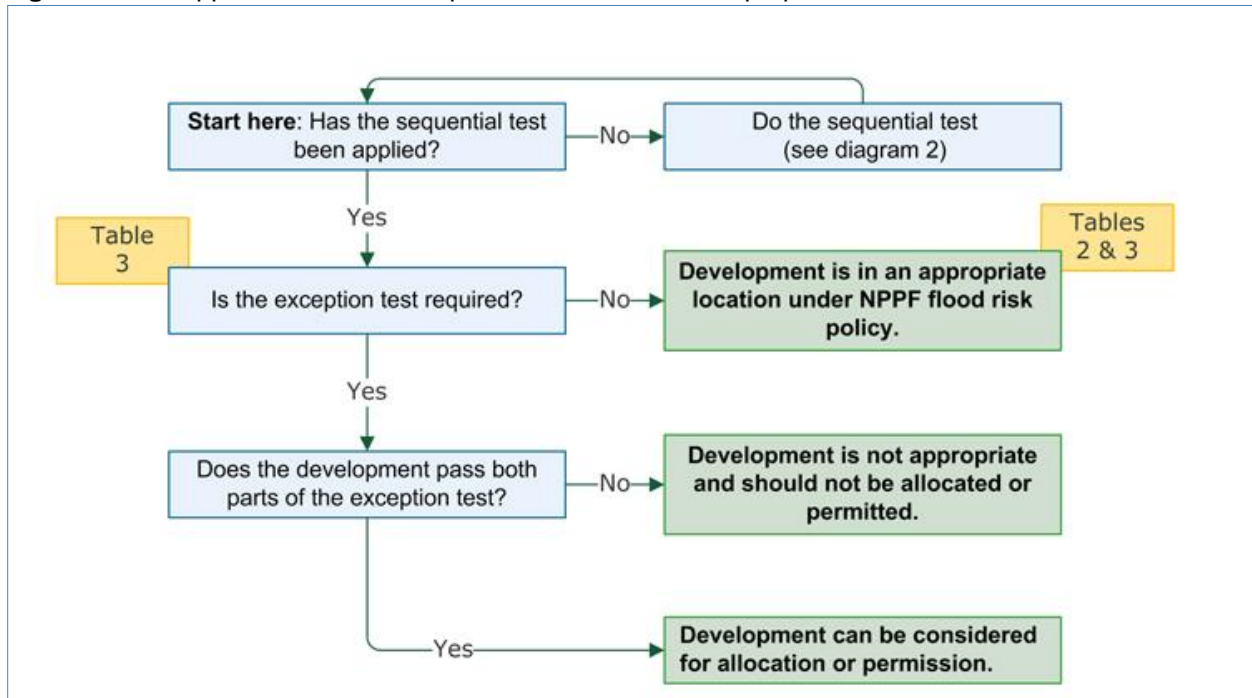 Start here: Has the sequential test
been applied?
No
Do the sequential test
(see diagram 2)
Yes
Table
3
Tables
2 & 3
Is the exception test required?
No
Development is in an appropriate
location under NPPF flood risk
policy.
Yes
Does the development pass both
parts of the exception test?
No
Development is not appropriate
and should not be allocated or
permitted.
Yes
Development can be considered
for allocation or permission.